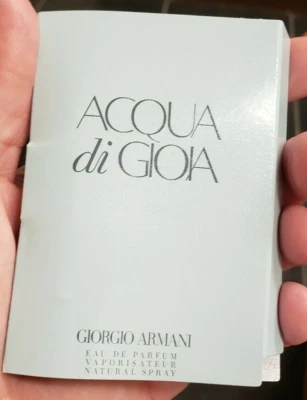 ACQUA
di GIOIA
GIORGIO ARMANI
EAU DE PARFUM
VAPORISATEUR
NATURAL SPRAY